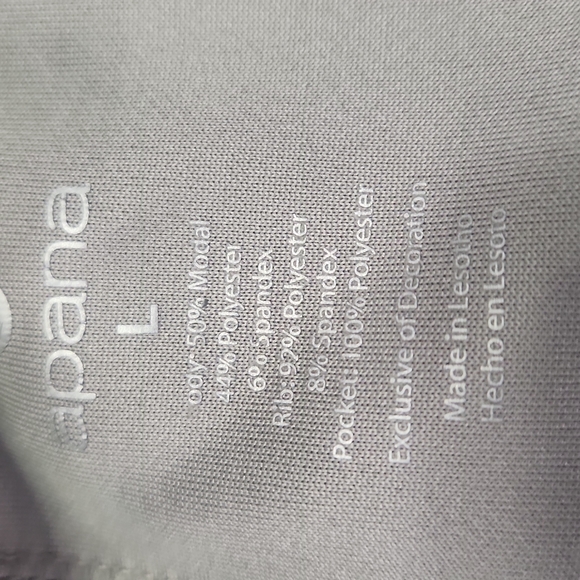 apana
L
Body: 50% Modal
44% Polyester
6% Spandex
Rib: 92% Polyester
8% Spandex
Pocket: 100% Polyester
Exclusive of Decoration
Made in Lesotho
Hecho en Lesoto